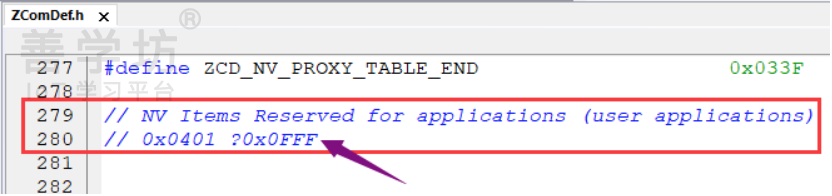 ZComDef.h ×
善学坊®
277 #define ZCD_NV_PROXY_TABLE_END 0x033F
278
学习平台
279 // NV Items Reserved for applications (user applications)
280 // 0x0401 ?0x0FFF
281
282